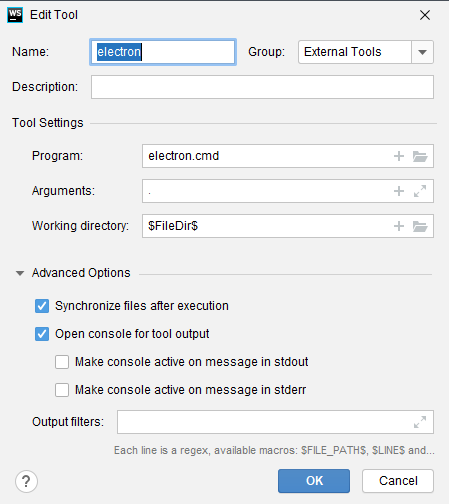 WS Edit Tool
Name: electron Group: External Tools
Description:
Tool Settings
Program: electron.cmd
Arguments: .
Working directory: $FileDir$
Advanced Options
Synchronize files after execution
Open console for tool output
Make console active on message in stdout
Make console active on message in stderr
Output filters:
Each line is a regex, available macros: $FILE_PATH$, $LINE$ and...
? OK Cancel